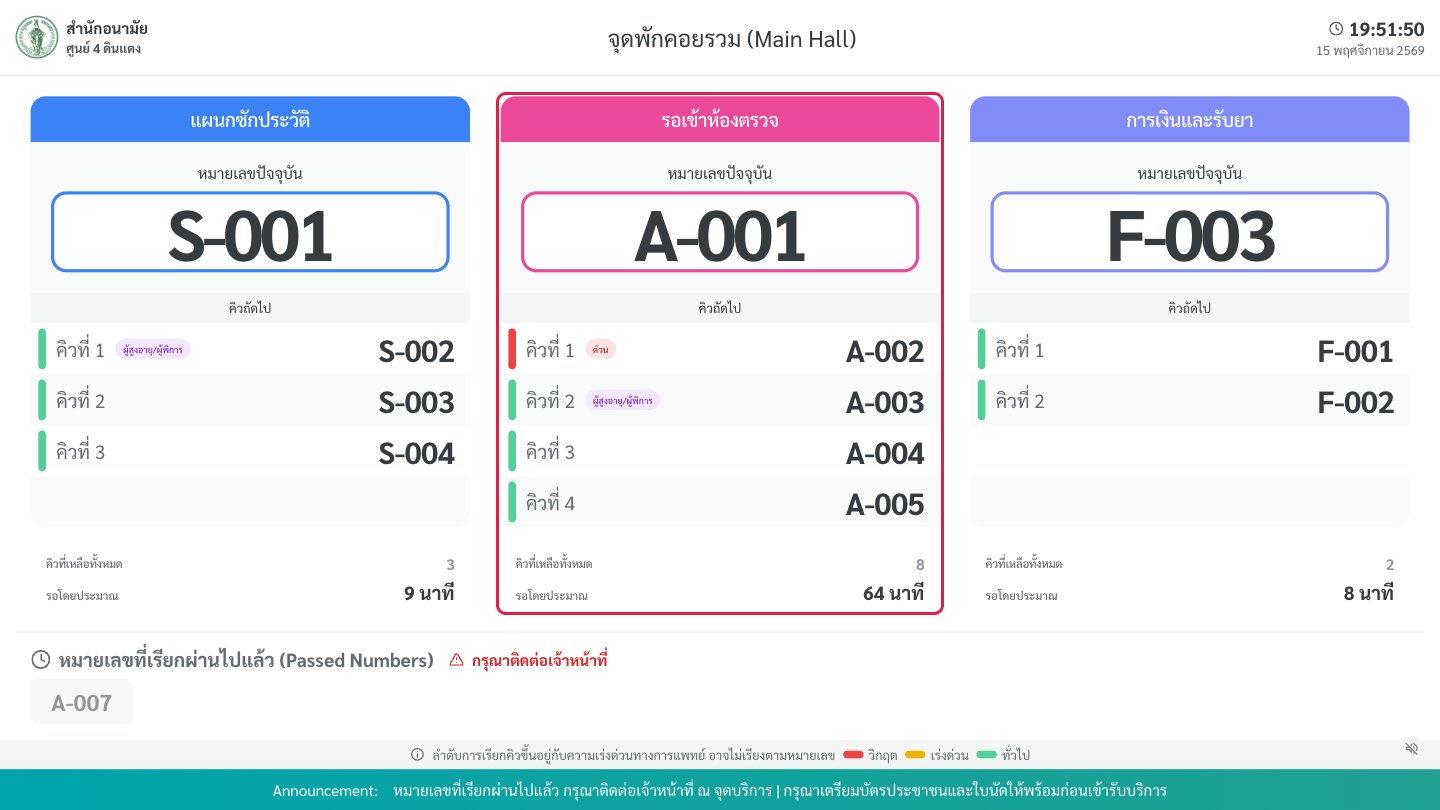 สำนักอนามัย
ศูนย์ 4 ดินแดง
จุดพักคอยรวม (Main Hall)
19:51:50
15 พฤศจิกายน 2569
แผนกซักประวัติ
หมายเลขปัจจุบัน
S-001
คิวถัดไป
คิวที่ 1 ผู้สูงอายุ/ผู้พิการ S-002
คิวที่ 2 S-003
คิวที่ 3 S-004
คิวที่เหลือทั้งหมด 3
รอโดยประมาณ 9 นาที
รอเข้าห้องตรวจ
หมายเลขปัจจุบัน
A-001
คิวถัดไป
คิวที่ 1 ด่วน A-002
คิวที่ 2 ผู้สูงอายุ/ผู้พิการ A-003
คิวที่ 3 A-004
คิวที่ 4 A-005
คิวที่เหลือทั้งหมด 8
รอโดยประมาณ 64 นาที
การเงินและรับยา
หมายเลขปัจจุบัน
F-003
คิวถัดไป
คิวที่ 1 F-001
คิวที่ 2 F-002
คิวที่เหลือทั้งหมด 2
รอโดยประมาณ 8 นาที
หมายเลขที่เรียกผ่านไปแล้ว (Passed Numbers) กรุณาติดต่อเจ้าหน้าที่
A-007
ลำดับการเรียกคิวขึ้นอยู่กับความเร่งด่วนทางการแพทย์ อาจไม่เรียงตามหมายเลข วิกฤต เร่งด่วน ทั่วไป
Announcement: หมายเลขที่เรียกผ่านไปแล้ว กรุณาติดต่อเจ้าหน้าที่ ณ จุดบริการ | กรุณาเตรียมบัตรประชาชนและใบนัดให้พร้อมก่อนเข้ารับบริการ